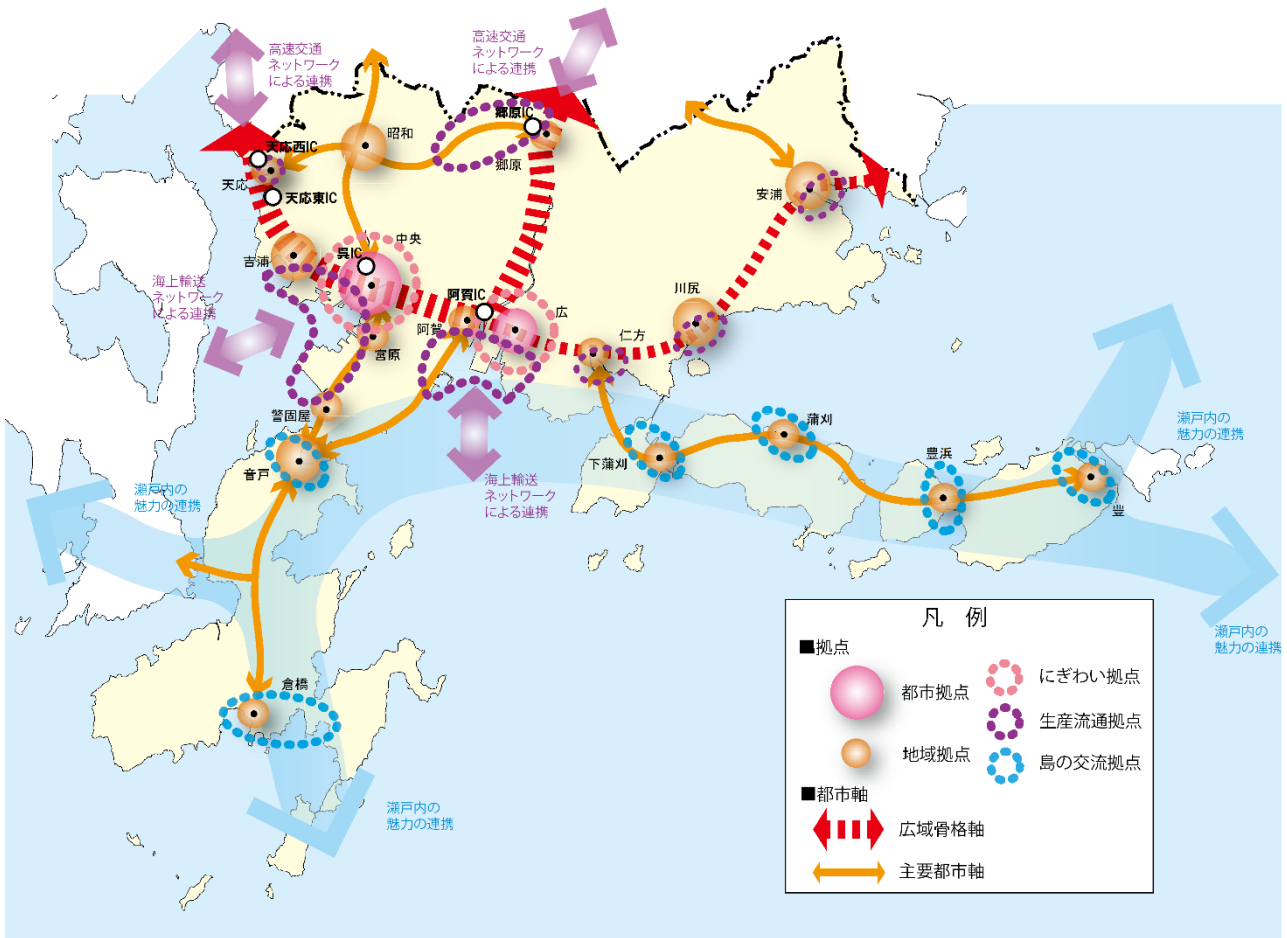 高速交通
ネットワーク
による連携
高速交通
ネットワーク
による連携
郷原IC
昭和
天応西IC
郷原
天応
安浦
天応東IC
中央
呉IC
吉浦
海上輸送
ネットワーク
による連携
川尻
阿賀IC
広
阿賀
仁方
宮原
警固屋
蒲刈
瀬戸内の
魅力の連携
豊浜
下蒲刈
音戸
海上輸送
ネットワーク
による連携
瀬戸内の
魅力の連携
豊
凡 例
■拠点
都市拠点
にぎわい拠点
生産流通拠点
地域拠点
島の交流拠点
■都市軸
広域骨格軸
主要都市軸
瀬戸内の
魅力の連携
倉橋
瀬戸内の
魅力の連携